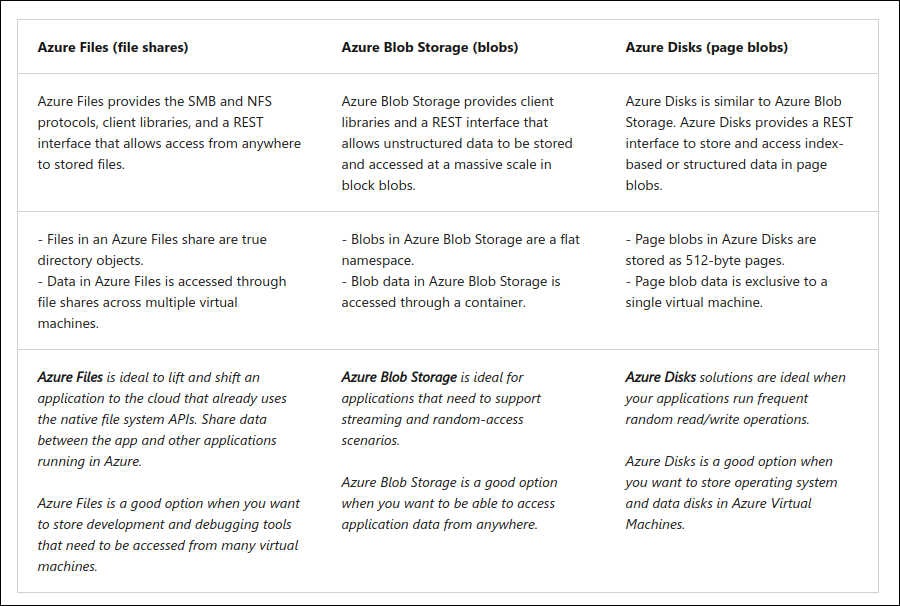 Azure Files (file shares)
Azure Blob Storage (blobs)
Azure Disks (page blobs)
Azure Files provides the SMB and NFS
protocols, client libraries, and a REST
interface that allows access from anywhere
to stored files.
Azure Blob Storage provides client
libraries and a REST interface that
allows unstructured data to be stored
and accessed at a massive scale in
block blobs.
Azure Disks is similar to Azure Blob
Storage. Azure Disks provides a REST
interface to store and access index-
based or structured data in page
blobs.
- Files in an Azure Files share are true
directory objects.
- Data in Azure Files is accessed through
file shares across multiple virtual
machines.
- Blobs in Azure Blob Storage are a flat
namespace.
- Blob data in Azure Blob Storage is
accessed through a container.
- Page blobs in Azure Disks are
stored as 512-byte pages.
- Page blob data is exclusive to a
single virtual machine.
Azure Files is ideal to lift and shift an
application to the cloud that already uses
the native file system APIs. Share data
between the app and other applications
running in Azure.
Azure Files is a good option when you want
to store development and debugging tools
that need to be accessed from many virtual
machines.
Azure Blob Storage is ideal for
applications that need to support
streaming and random-access
scenarios.
Azure Blob Storage is a good option
when you want to be able to access
application data from anywhere.
Azure Disks solutions are ideal when
your applications run frequent
random read/write operations.
Azure Disks is a good option when
you want to store operating system
and data disks in Azure Virtual
Machines.